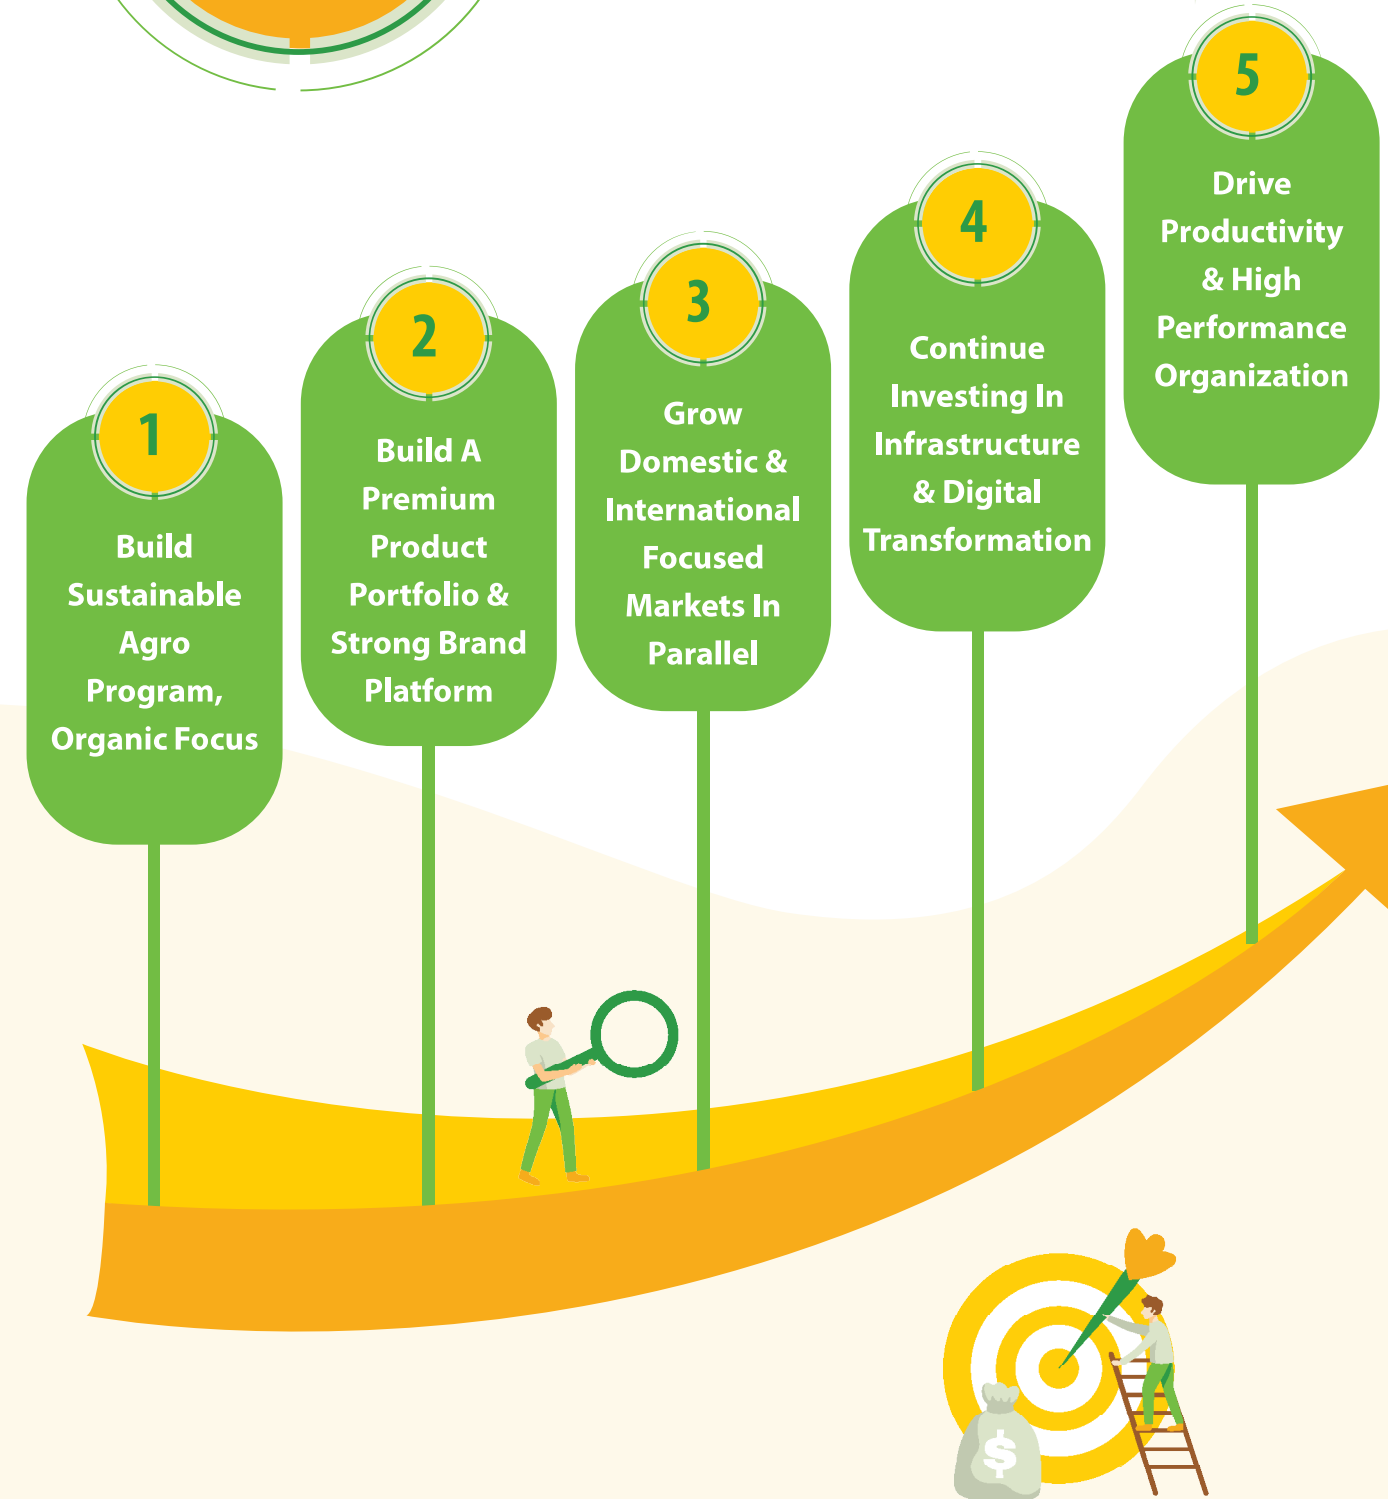 1
Build
Sustainable
Agro
Program,
Organic Focus
2
Build A
Premium
Product
Portfolio &
Strong Brand
Platform
3
Grow
Domestic &
International
Focused
Markets In
Parallel
4
Continue
Investing In
Infrastructure
& Digital
Transformation
5
Drive
Productivity
& High
Performance
Organization
$